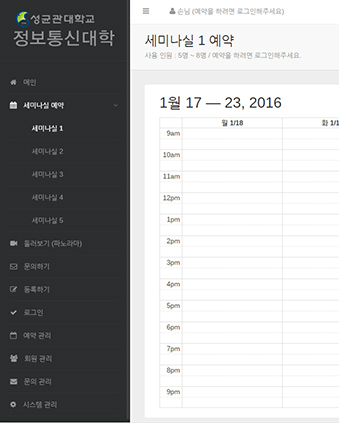 성균관대학교
정보통신대학
메인
세미나실 예약
세미나실 1
세미나실 2
세미나실 3
세미나실 4
세미나실 5
둘러보기 (파노라마)
문의하기
등록하기
로그인
예약 관리
회원 관리
문의 관리
시스템 관리
손님 (예약을 하려면 로그인해주세요)
세미나실 1 예약
사용 인원 : 5명 ~ 8명 / 예약을 하려면 로그인해주세요.
1월 17 — 23, 2016
월 1/18 화 1/1
9am
10am
11am
12pm
1pm
2pm
3pm
4pm
5pm
6pm
7pm
8pm
9pm